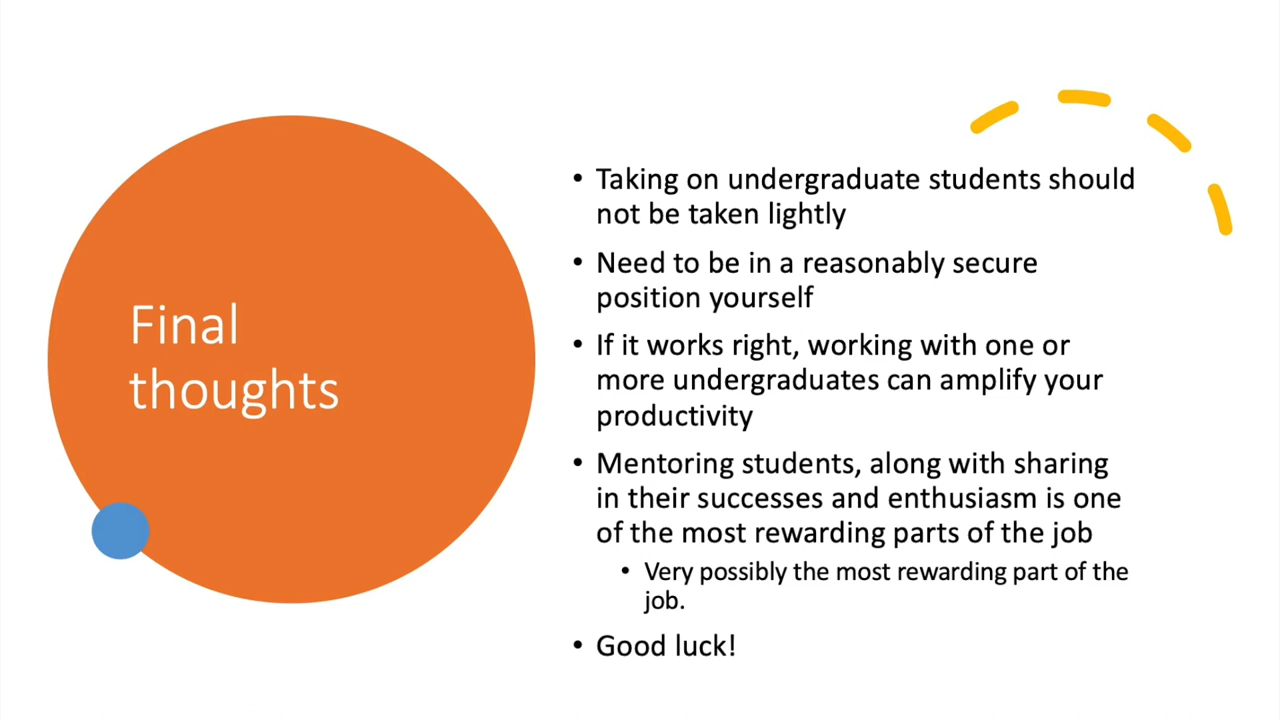 Final
thoughts
• Taking on undergraduate students should
not be taken lightly
• Need to be in a reasonably secure
position yourself
• If it works right, working with one or
more undergraduates can amplify your
productivity
• Mentoring students, along with sharing
in their successes and enthusiasm is one
of the most rewarding parts of the job
• Very possibly the most rewarding part of the
job.
• Good luck!